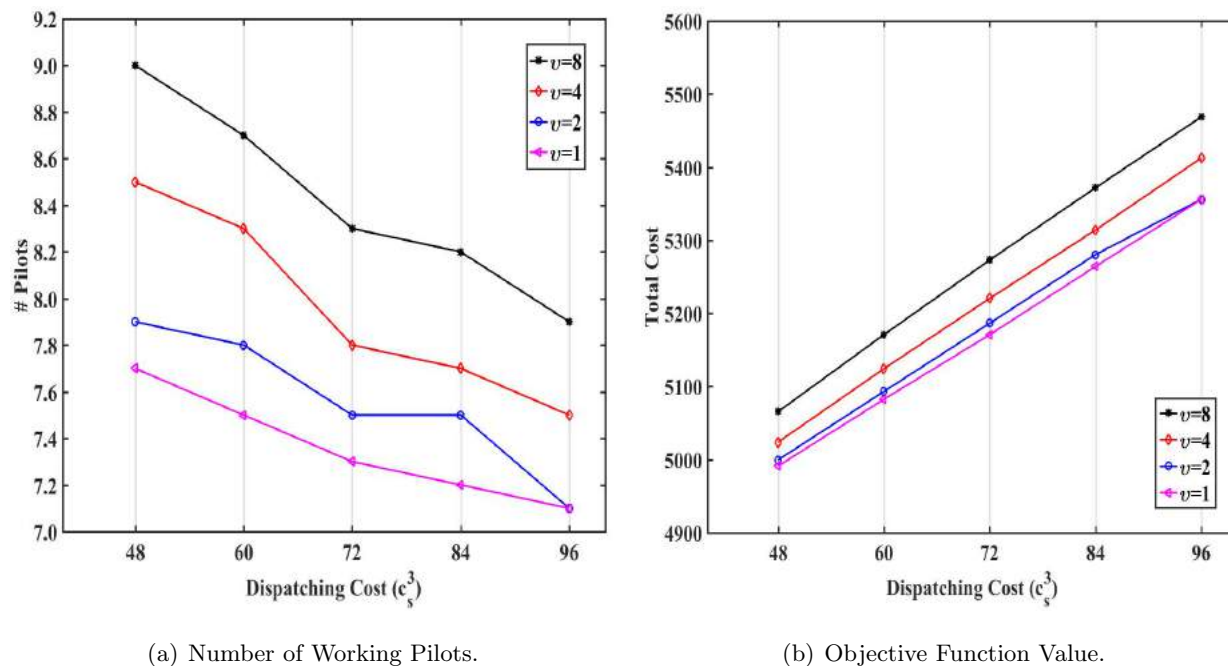 9.2
9.0
8.8
8.6
8.4
8.2
8.0
7.8
7.6
7.4
7.2
7.0
# Pilots
48 60 72 84 96
Dispatching Cost (c_s^3)
υ=8
υ=4
υ=2
υ=1
(a) Number of Working Pilots.
5600
5500
5400
5300
5200
5100
5000
4900
Total Cost
48 60 72 84 96
Dispatching Cost (c_s^3)
υ=8
υ=4
υ=2
υ=1
(b) Objective Function Value.